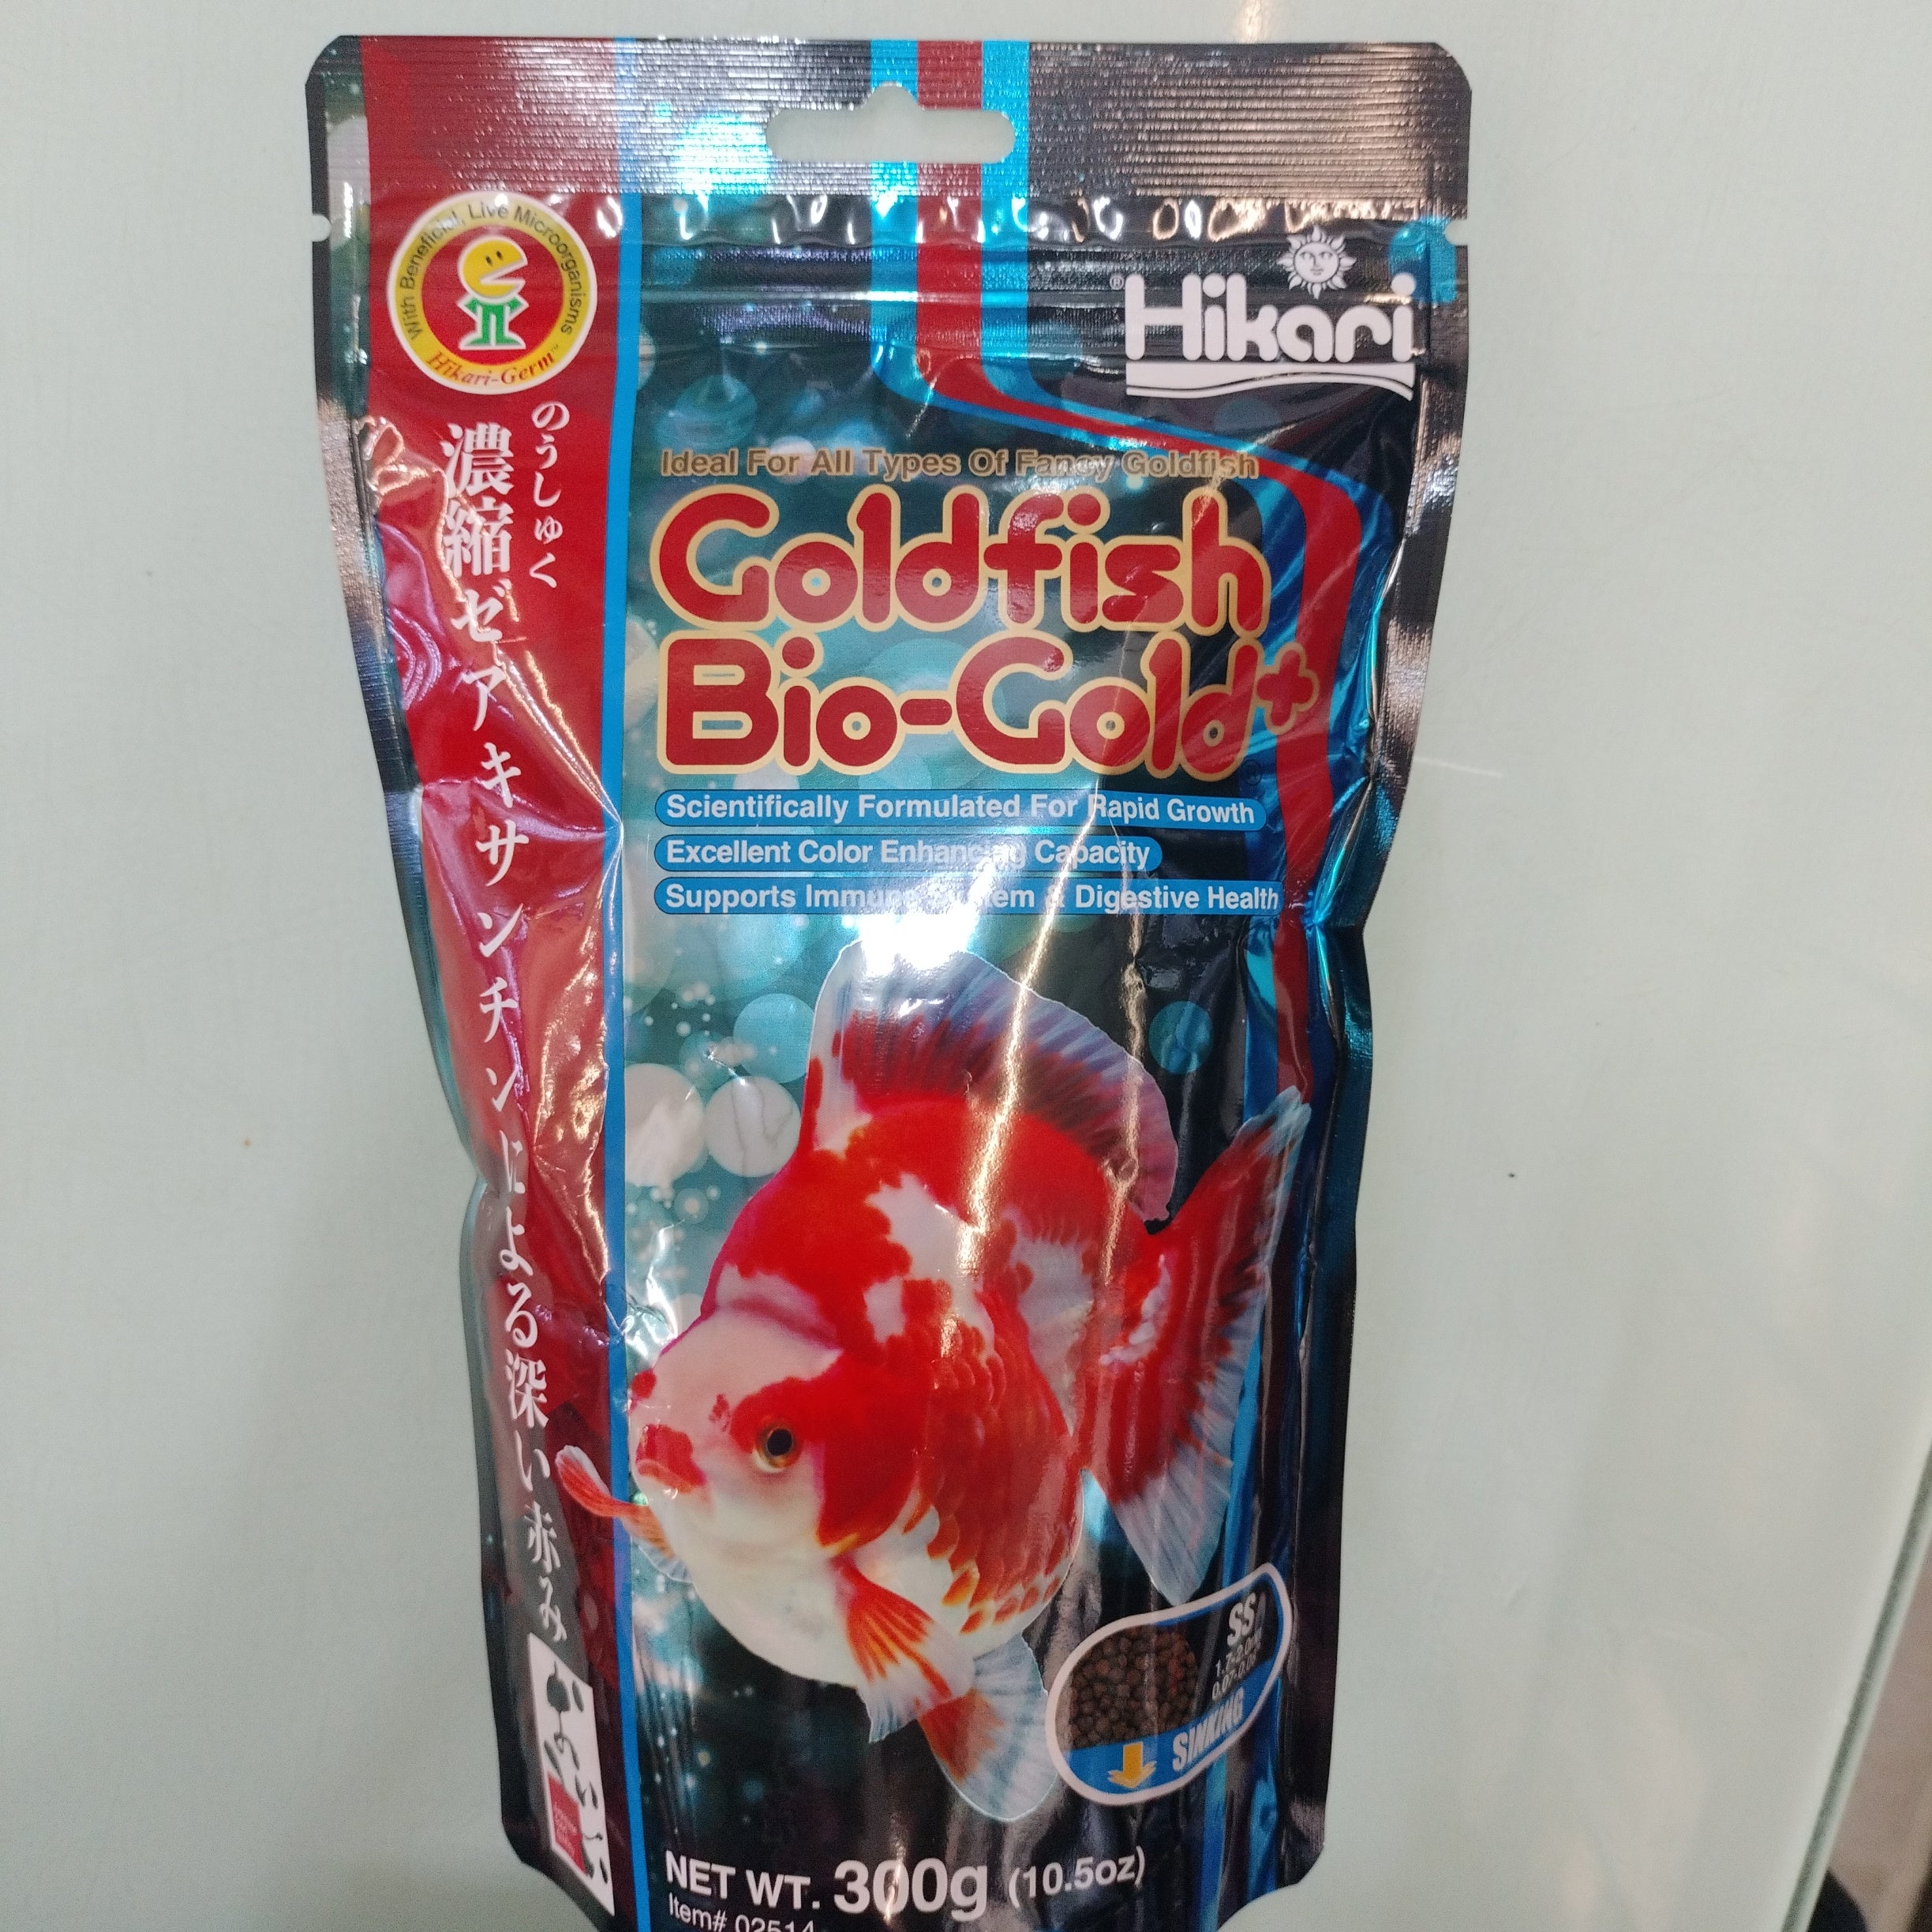 With Beneficial, Live Microorganisms
Hikari-Germ™
® Hikari
のうしゅく
濃縮ゼアキサンチンによる深い赤み
Ideal For All Types Of Fancy Goldfish
Goldfish
Bio-Gold+
Scientifically Formulated For Rapid Growth
Excellent Color Enhancing Capacity
Supports Immune System & Digestive Health
SS
SINKING
NET WT. 300g (10.5oz)
Item# 02514